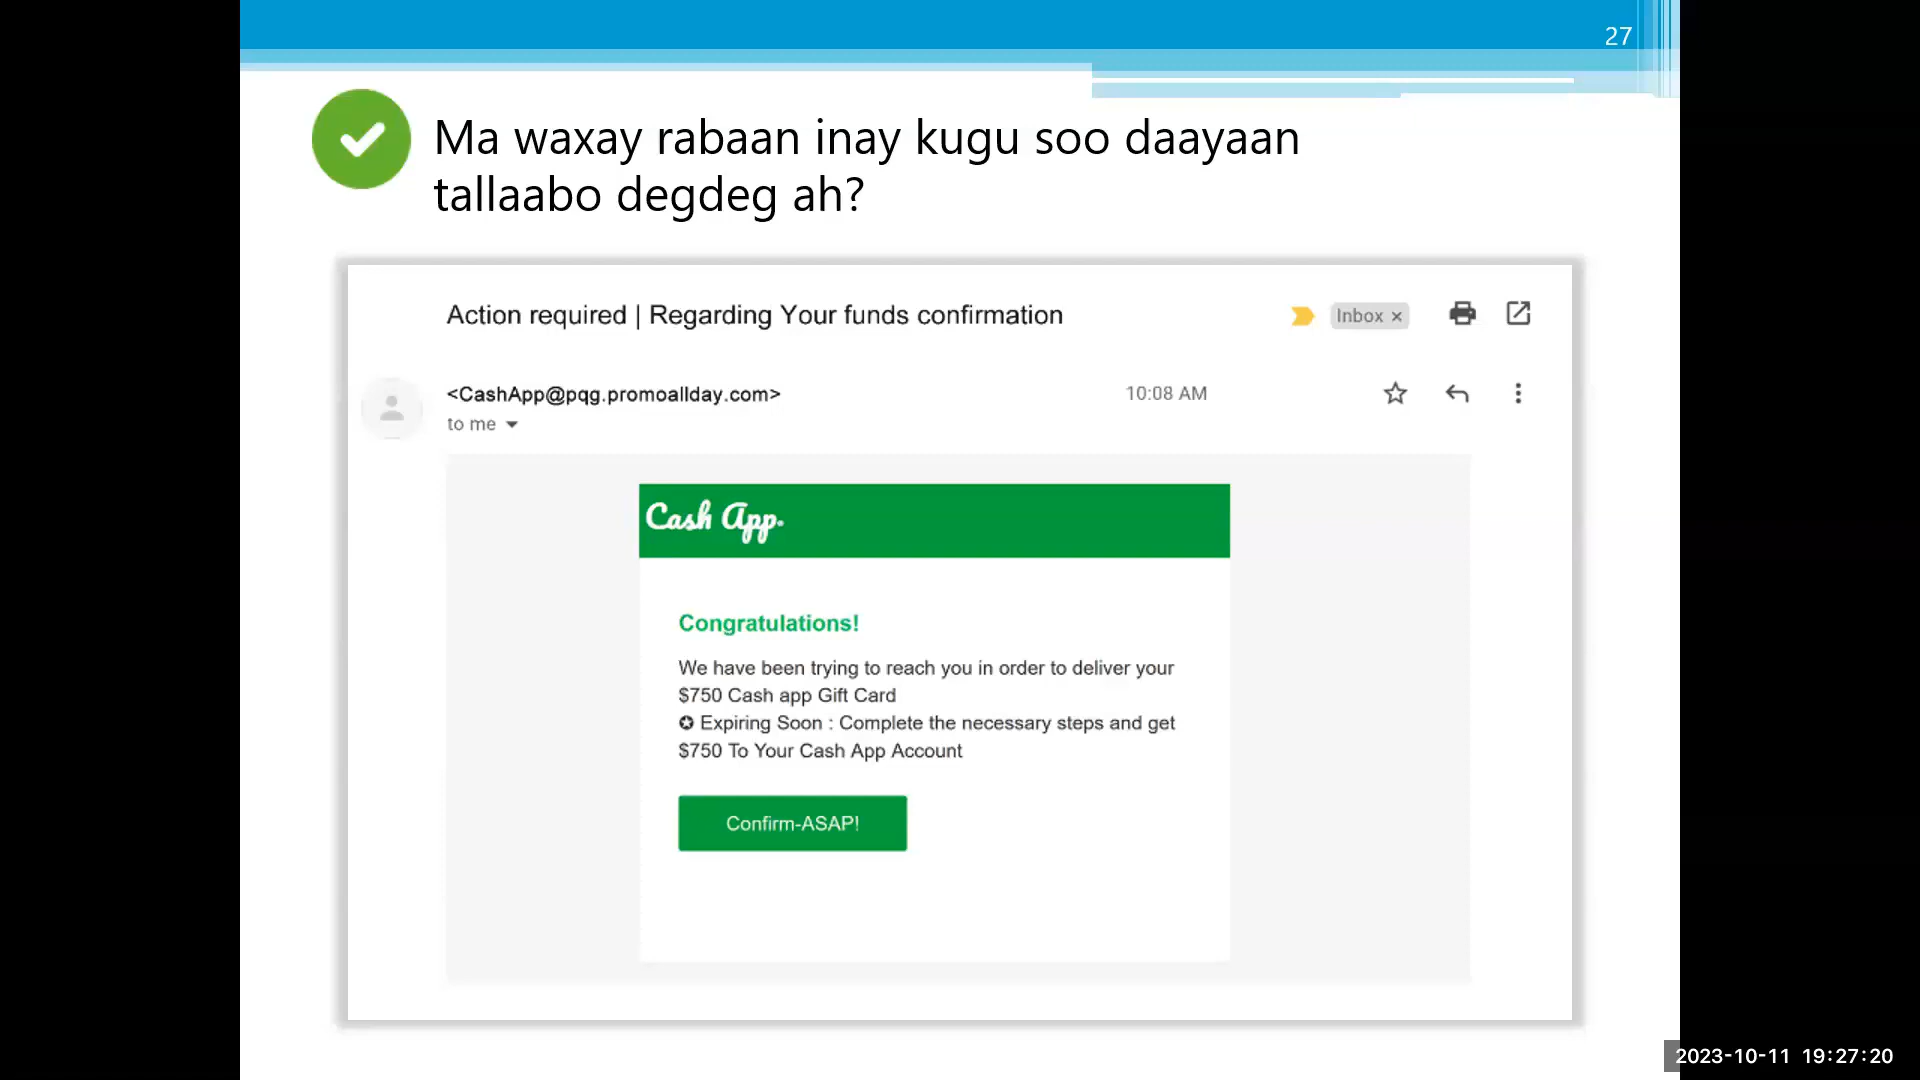 27
Ma waxay rabaan inay kugu soo daayaan
tallaabo degdeg ah?
Action required | Regarding Your funds confirmation
Inbox ×
<CashApp@pqg.promoallday.com>
10:08 AM
to me
Cash App.
Congratulations!
We have been trying to reach you in order to deliver your
$750 Cash app Gift Card
✪ Expiring Soon : Complete the necessary steps and get
$750 To Your Cash App Account
Confirm-ASAP!
2023-10-11 19:27:20